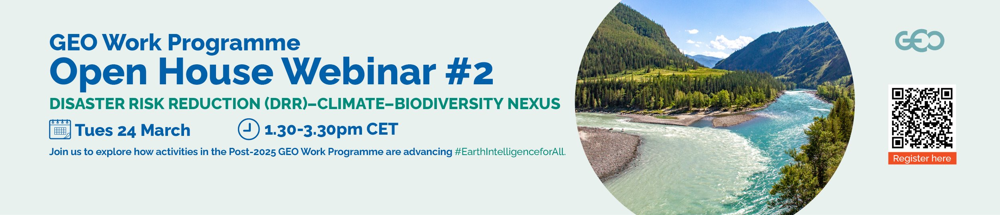 GEO Work Programme
Open House Webinar #2
DISASTER RISK REDUCTION (DRR)–CLIMATE–BIODIVERSITY NEXUS
Tues 24 March
1.30-3.30pm CET
Join us to explore how activities in the Post-2025 GEO Work Programme are advancing #EarthIntelligenceforAll.
GEO
Register here